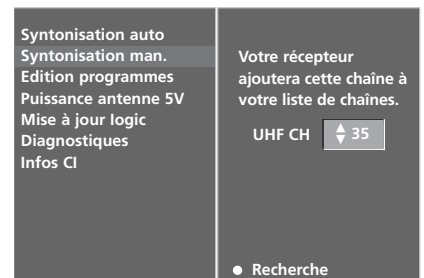 Syntonisation auto
Syntonisation man.
Edition programmes
Puissance antenne 5V
Mise à jour logic
Diagnostiques
Infos CI
Votre récepteur
ajoutera cette chaîne à
votre liste de chaînes.
UHF CH 35
Recherche